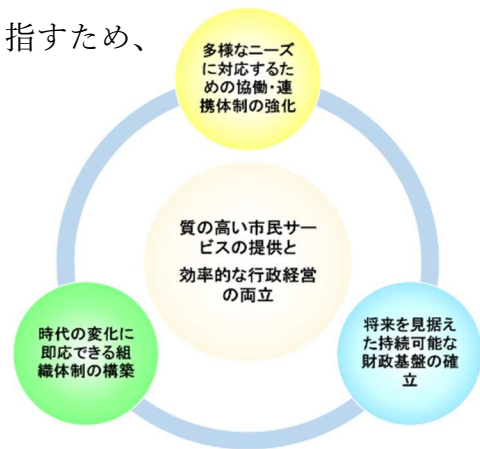 指すため、
多様なニーズ
に対応するた
めの協働・連
携体制の強化
質の高い市民サー
ビスの提供と
効率的な行政経営
の両立
時代の変化に
即応できる組
織体制の構築
将来を見据え
た持続可能な
財政基盤の確
立